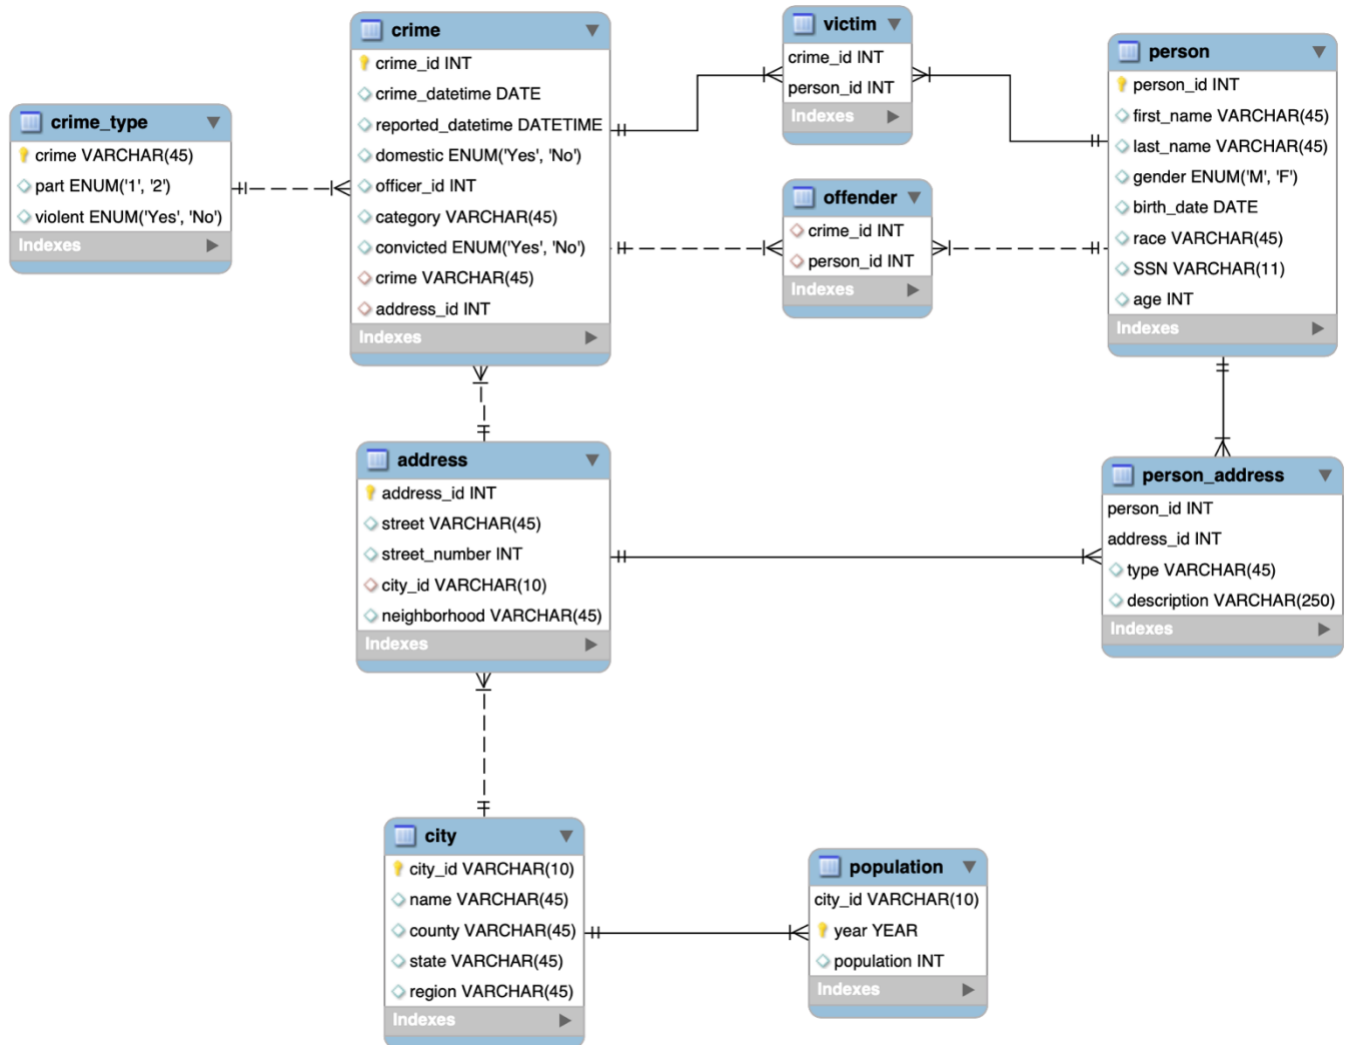 crime
crime_id INT
crime_datetime DATE
reported_datetime DATETIME
domestic ENUM('Yes', 'No')
officer_id INT
category VARCHAR(45)
convicted ENUM('Yes', 'No')
crime VARCHAR(45)
address_id INT
Indexes
victim
crime_id INT
person_id INT
Indexes
person
person_id INT
first_name VARCHAR(45)
last_name VARCHAR(45)
gender ENUM('M', 'F')
birth_date DATE
race VARCHAR(45)
SSN VARCHAR(11)
age INT
Indexes
crime_type
crime VARCHAR(45)
part ENUM('1', '2')
violent ENUM('Yes', 'No')
Indexes
offender
crime_id INT
person_id INT
Indexes
address
address_id INT
street VARCHAR(45)
street_number INT
city_id VARCHAR(10)
neighborhood VARCHAR(45)
Indexes
person_address
person_id INT
address_id INT
type VARCHAR(45)
description VARCHAR(250)
Indexes
city
city_id VARCHAR(10)
name VARCHAR(45)
county VARCHAR(45)
state VARCHAR(45)
region VARCHAR(45)
Indexes
population
city_id VARCHAR(10)
year YEAR
population INT
Indexes